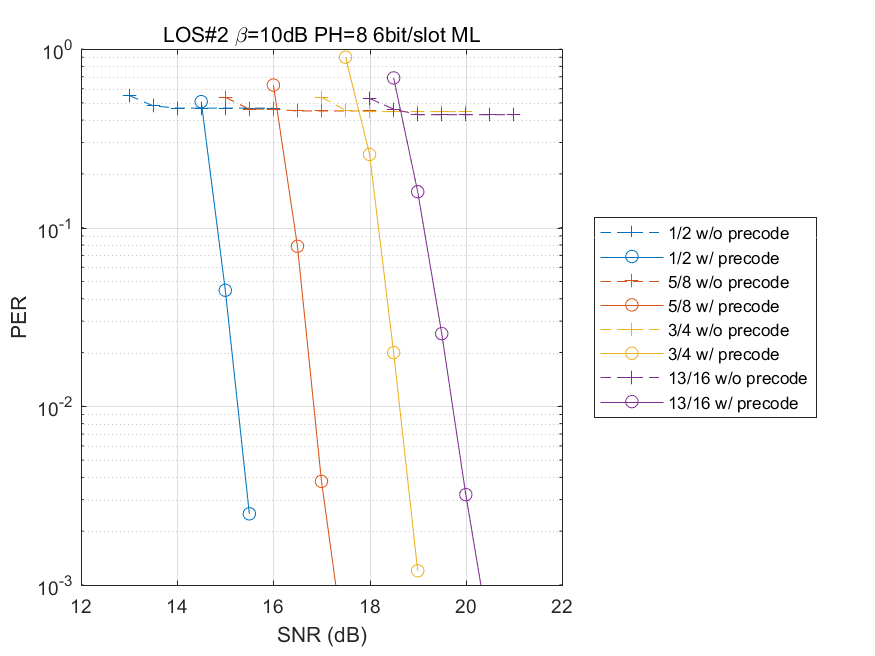 LOS#2 β=10dB PH=8 6bit/slot ML
10^0
10^-1
10^-2
10^-3
PER
12 14 16 18 20 22
SNR (dB)
1/2 w/o precode
1/2 w/ precode
5/8 w/o precode
5/8 w/ precode
3/4 w/o precode
3/4 w/ precode
13/16 w/o precode
13/16 w/ precode